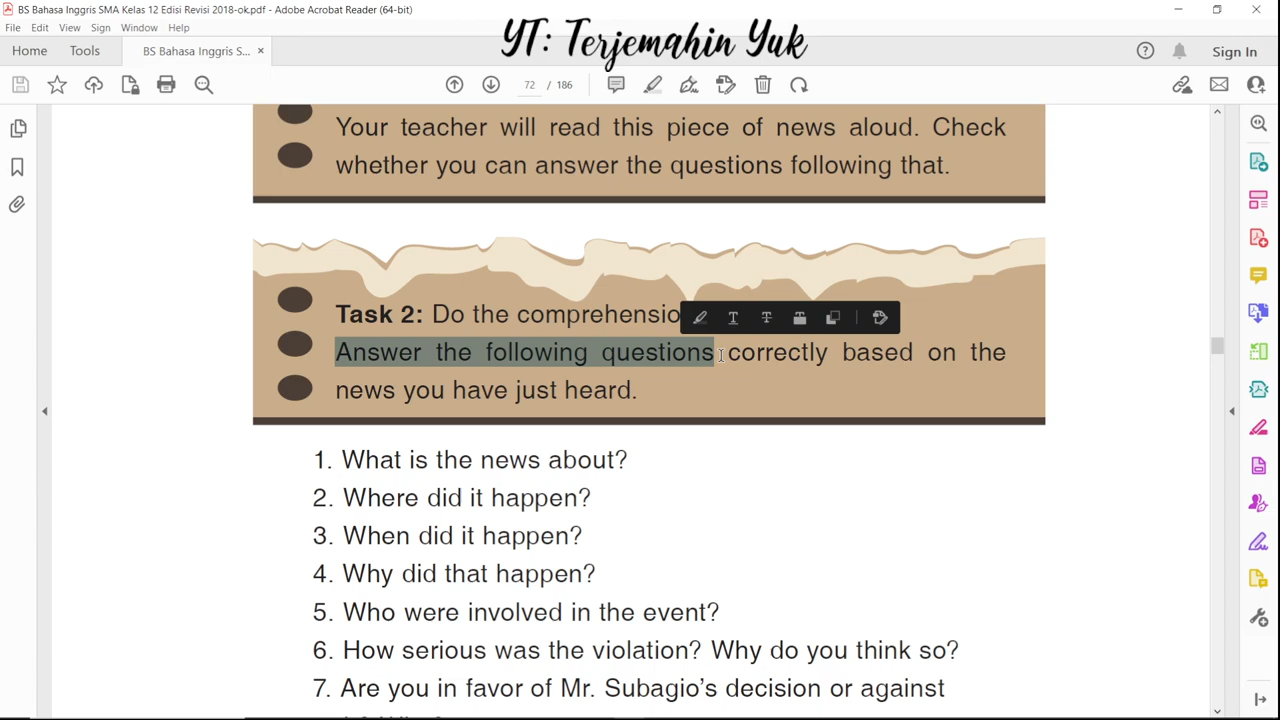 BS Bahasa Inggris SMA Kelas 12 Edisi Revisi 2018-ok.pdf - Adobe Acrobat Reader (64-bit)
YT: Terjemahin Yuk
File Edit View Sign Window Help
Home Tools BS Bahasa Inggris S... × Sign In
72 / 186
Your teacher will read this piece of news aloud. Check
whether you can answer the questions following that.
Task 2: Do the comprehensio
Answer the following questions correctly based on the
news you have just heard.
1. What is the news about?
2. Where did it happen?
3. When did it happen?
4. Why did that happen?
5. Who were involved in the event?
6. How serious was the violation? Why do you think so?
7. Are you in favor of Mr. Subagio's decision or against